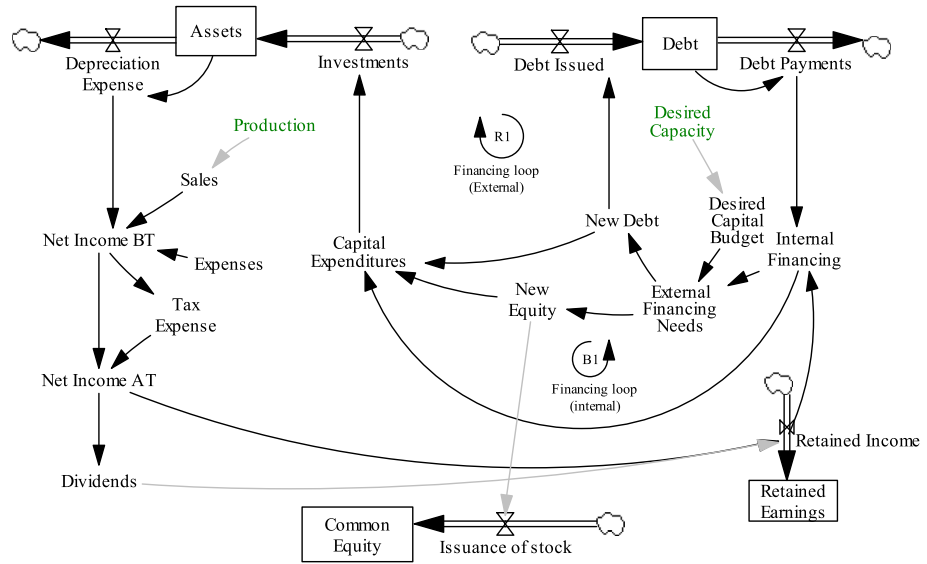 Assets
Depreciation
Expense
Investments
Debt Issued
Debt
Debt Payments
Production
Sales
R1
Financing loop
(External)
Desired
Capacity
Desired
Capital
Budget
Net Income BT
Expenses
Capital
Expenditures
New Debt
Internal
Financing
Tax
Expense
New
Equity
External
Financing
Needs
B1
Financing loop
(internal)
Net Income AT
Retained Income
Dividends
Retained
Earnings
Common
Equity
Issuance of stock